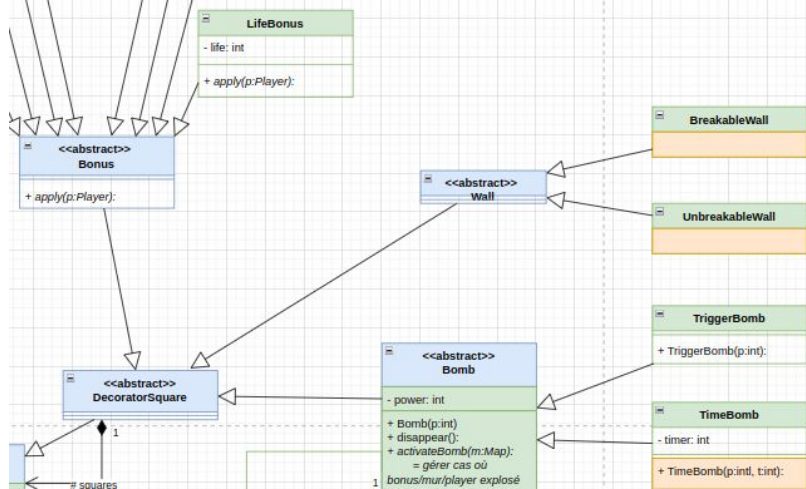 LifeBonus
- life: int
+ apply(p:Player):
<<abstract>>
Bonus
+ apply(p:Player):
<<abstract>>
Wall
BreakableWall
UnbreakableWall
<<abstract>>
DecoratorSquare
1
# squares
<<abstract>>
Bomb
- power: int
+ Bomb(p:int)
+ disappear():
+ activateBomb(m:Map):
= gérer cas où
bonus/mur/player explosé
1
TriggerBomb
+ TriggerBomb(p:int):
TimeBomb
- timer: int
+ TimeBomb(p:intl, t:int):